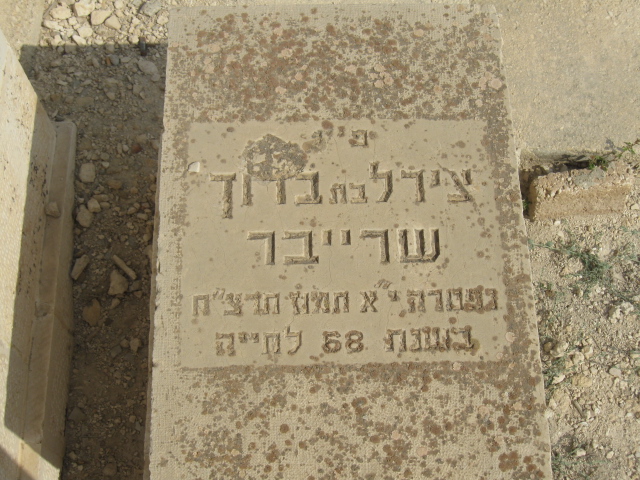 פ״נ
צירל בת ברוך
שרייבר
נפטרה י״א תמוז תרצ״ח
בשנת 68 לחייה